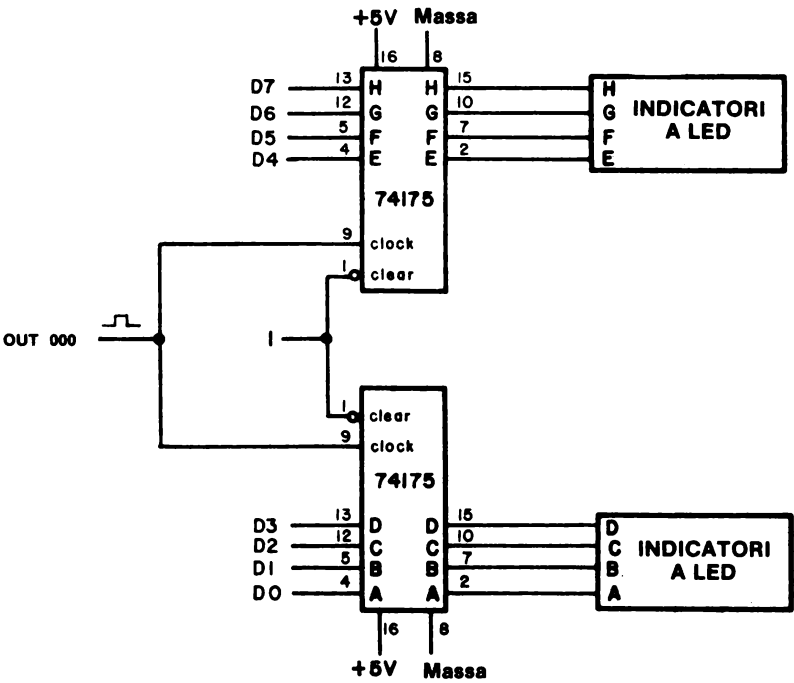 +5V Massa
16 8
D7 13 H H 15 H
D6 12 G G 10 G
D5 5 F F 7 F
D4 4 E E 2 E
INDICATORI
A LED
74175
9 clock
1 clear
OUT 000
1
1 clear
9 clock
74175
D3 13 D D 15 D
D2 12 C C 10 C
D1 5 B B 7 B
D0 4 A A 2 A
INDICATORI
A LED
16 8
+5V Massa